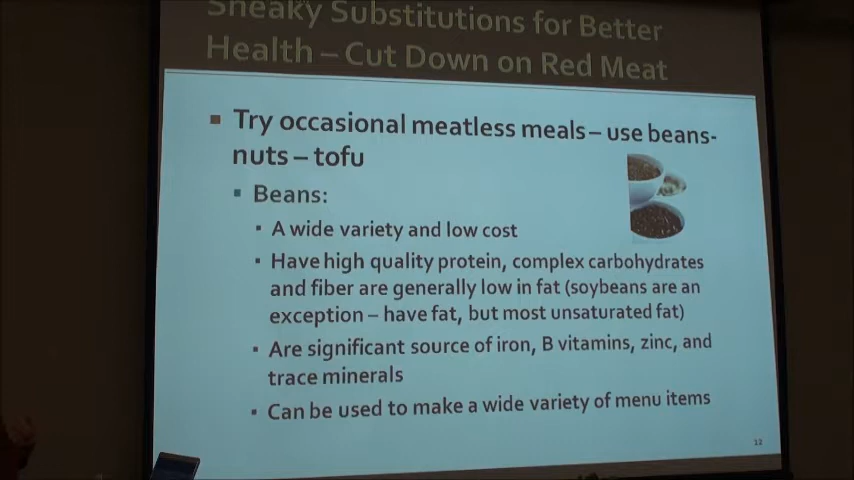 Sneaky Substitutions for Better
Health – Cut Down on Red Meat
Try occasional meatless meals – use beans-
nuts – tofu
Beans:
A wide variety and low cost
Have high quality protein, complex carbohydrates
and fiber are generally low in fat (soybeans are an
exception – have fat, but most unsaturated fat)
Are significant source of iron, B vitamins, zinc, and
trace minerals
Can be used to make a wide variety of menu items